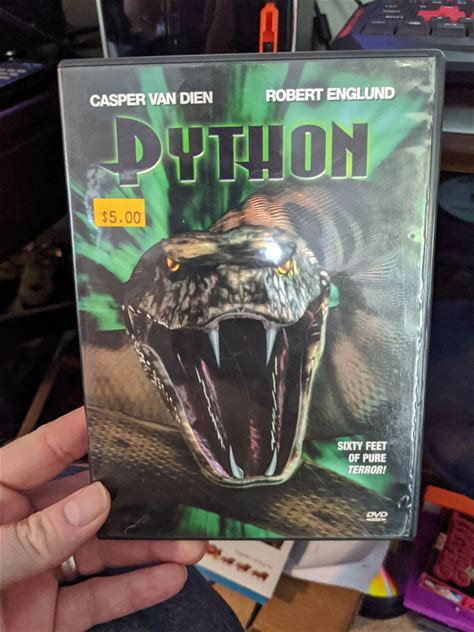 CASPER VAN DIEN ROBERT ENGLUND
PYTHON
$5.00
SIXTY FEET
OF PURE
TERROR!
DVD